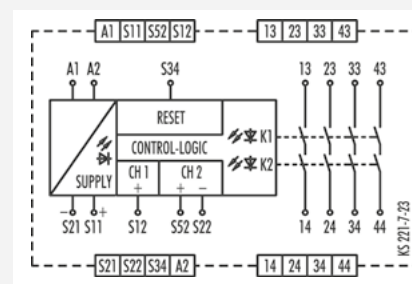 A1 S11 S52 S12 13 23 33 43
A1 A2 S34 13 23 33 43
RESET
CONTROL-LOGIC
K1
SUPPLY CH 1 CH 2 K2
+ + −
− +
S21 S11 S12 S52 S22 14 24 34 44
S21 S22 S34 A2 14 24 34 44
KS 221-7-23